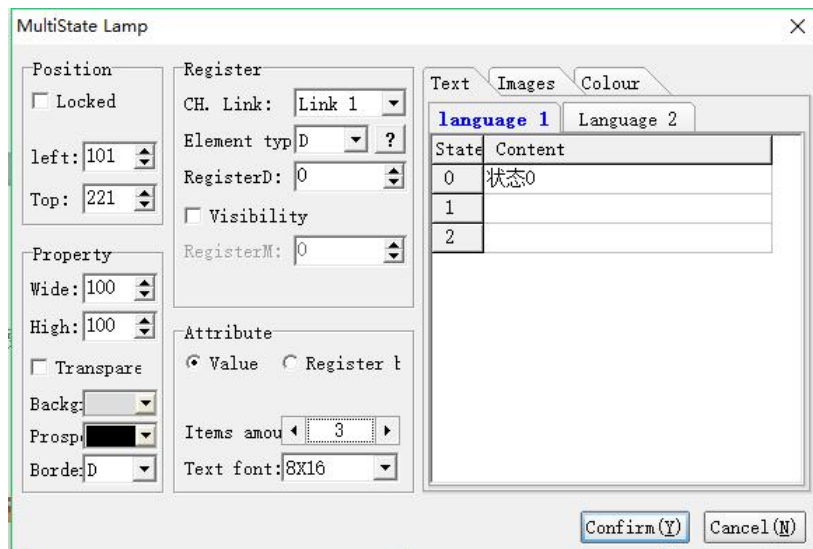 MultiState Lamp
Position
Locked
left: 101
Top: 221
Property
Wide: 100
High: 100
Transpare
Backg:
Prosp
Borde: D
Register
CH. Link: Link 1
Element typ D ?
RegisterD: 0
Visibility
RegisterM: 0
Attribute
Value Register b
Items amou 3
Text font: 8X16
Text Images Colour
language 1 Language 2
State Content
0 状态0
1
2
Confirm(Y) Cancel(N)